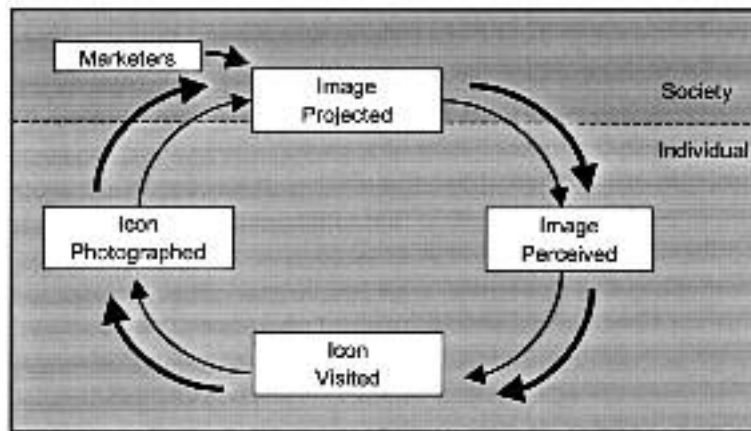 Marketers
Image
Projected
Society
Individual
Icon
Photographed
Image
Perceived
Icon
Visited